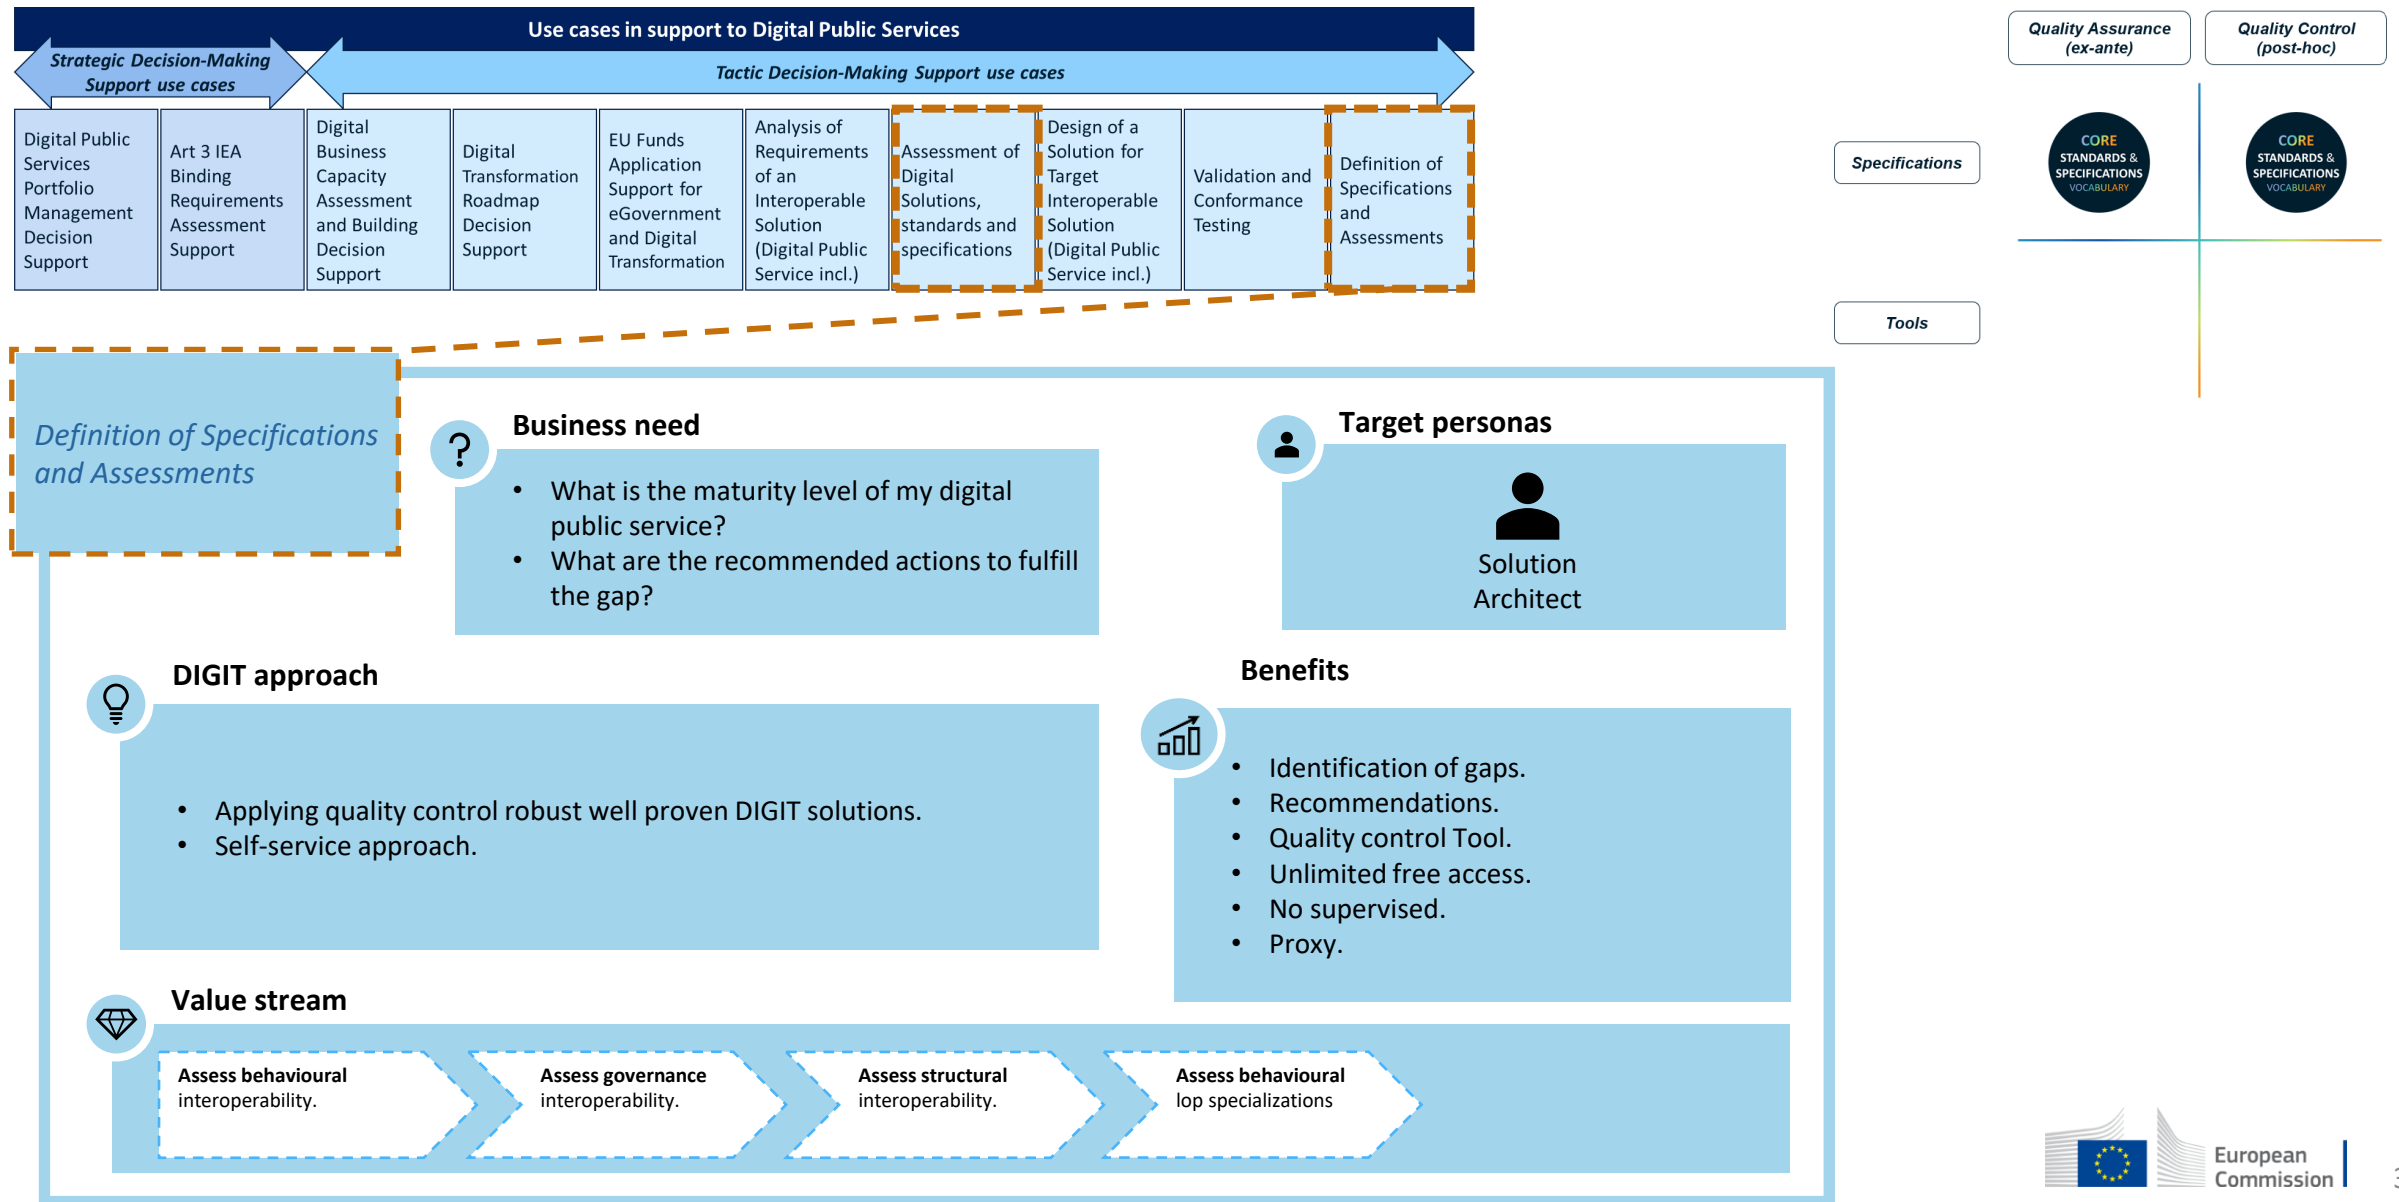 Use cases in support to Digital Public Services
Strategic Decision-Making
Support use cases
Tactic Decision-Making Support use cases
Digital Public
Services
Portfolio
Management
Decision
Support
Art 3 IEA
Binding
Requirements
Assessment
Support
Digital
Business
Capacity
Assessment
and Building
Decision
Support
Digital
Transformation
Roadmap
Decision
Support
EU Funds
Application
Support for
eGovernment
and Digital
Transformation
Analysis of
Requirements
of an
Interoperable
Solution
(Digital Public
Service incl.)
Assessment of
Digital
Solutions,
standards and
specifications
Design of a
Solution for
Target
Interoperable
Solution
(Digital Public
Service incl.)
Validation and
Conformance
Testing
Definition of
Specifications
and
Assessments
Quality Assurance
(ex-ante)
Quality Control
(post-hoc)
Specifications
CORE
STANDARDS &
SPECIFICATIONS
VOCABULARY
CORE
STANDARDS &
SPECIFICATIONS
VOCABULARY
Tools
Definition of Specifications
and Assessments
Business need
• What is the maturity level of my digital
public service?
• What are the recommended actions to fulfill
the gap?
Target personas
Solution
Architect
DIGIT approach
• Applying quality control robust well proven DIGIT solutions.
• Self-service approach.
Benefits
• Identification of gaps.
• Recommendations.
• Quality control Tool.
• Unlimited free access.
• No supervised.
• Proxy.
Value stream
Assess behavioural
interoperability.
Assess governance
interoperability.
Assess structural
interoperability.
Assess behavioural
lop specializations
European
Commission